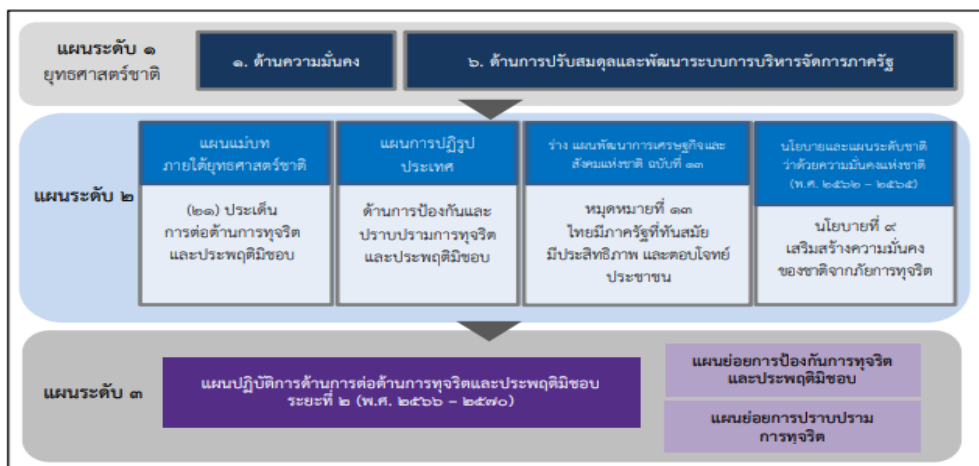 แผนระดับ ๑
ยุทธศาสตร์ชาติ
๑. ด้านความมั่นคง
๖. ด้านการปรับสมดุลและพัฒนาระบบการบริหารจัดการภาครัฐ
แผนระดับ ๒
แผนแม่บท
ภายใต้ยุทธศาสตร์ชาติ
(๒๑) ประเด็น
การต่อต้านการทุจริต
และประพฤติมิชอบ
แผนการปฏิรูป
ประเทศ
ด้านการป้องกันและ
ปราบปรามการทุจริต
และประพฤติมิชอบ
ร่าง แผนพัฒนาการเศรษฐกิจและ
สังคมแห่งชาติ ฉบับที่ ๑๓
หมุดหมายที่ ๑๓
ไทยมีภาครัฐที่ทันสมัย
มีประสิทธิภาพ และตอบโจทย์
ประชาชน
นโยบายและแผนระดับชาติ
ว่าด้วยความมั่นคงแห่งชาติ
(พ.ศ. ๒๕๖๒ – ๒๕๖๕)
นโยบายที่ ๙
เสริมสร้างความมั่นคง
ของชาติจากภัยการทุจริต
แผนระดับ ๓
แผนปฏิบัติการด้านการต่อต้านการทุจริตและประพฤติมิชอบ
ระยะที่ ๒ (พ.ศ. ๒๕๖๖ – ๒๕๗๐)
แผนย่อยการป้องกันการทุจริต
และประพฤติมิชอบ
แผนย่อยการปราบปราม
การทุจริต